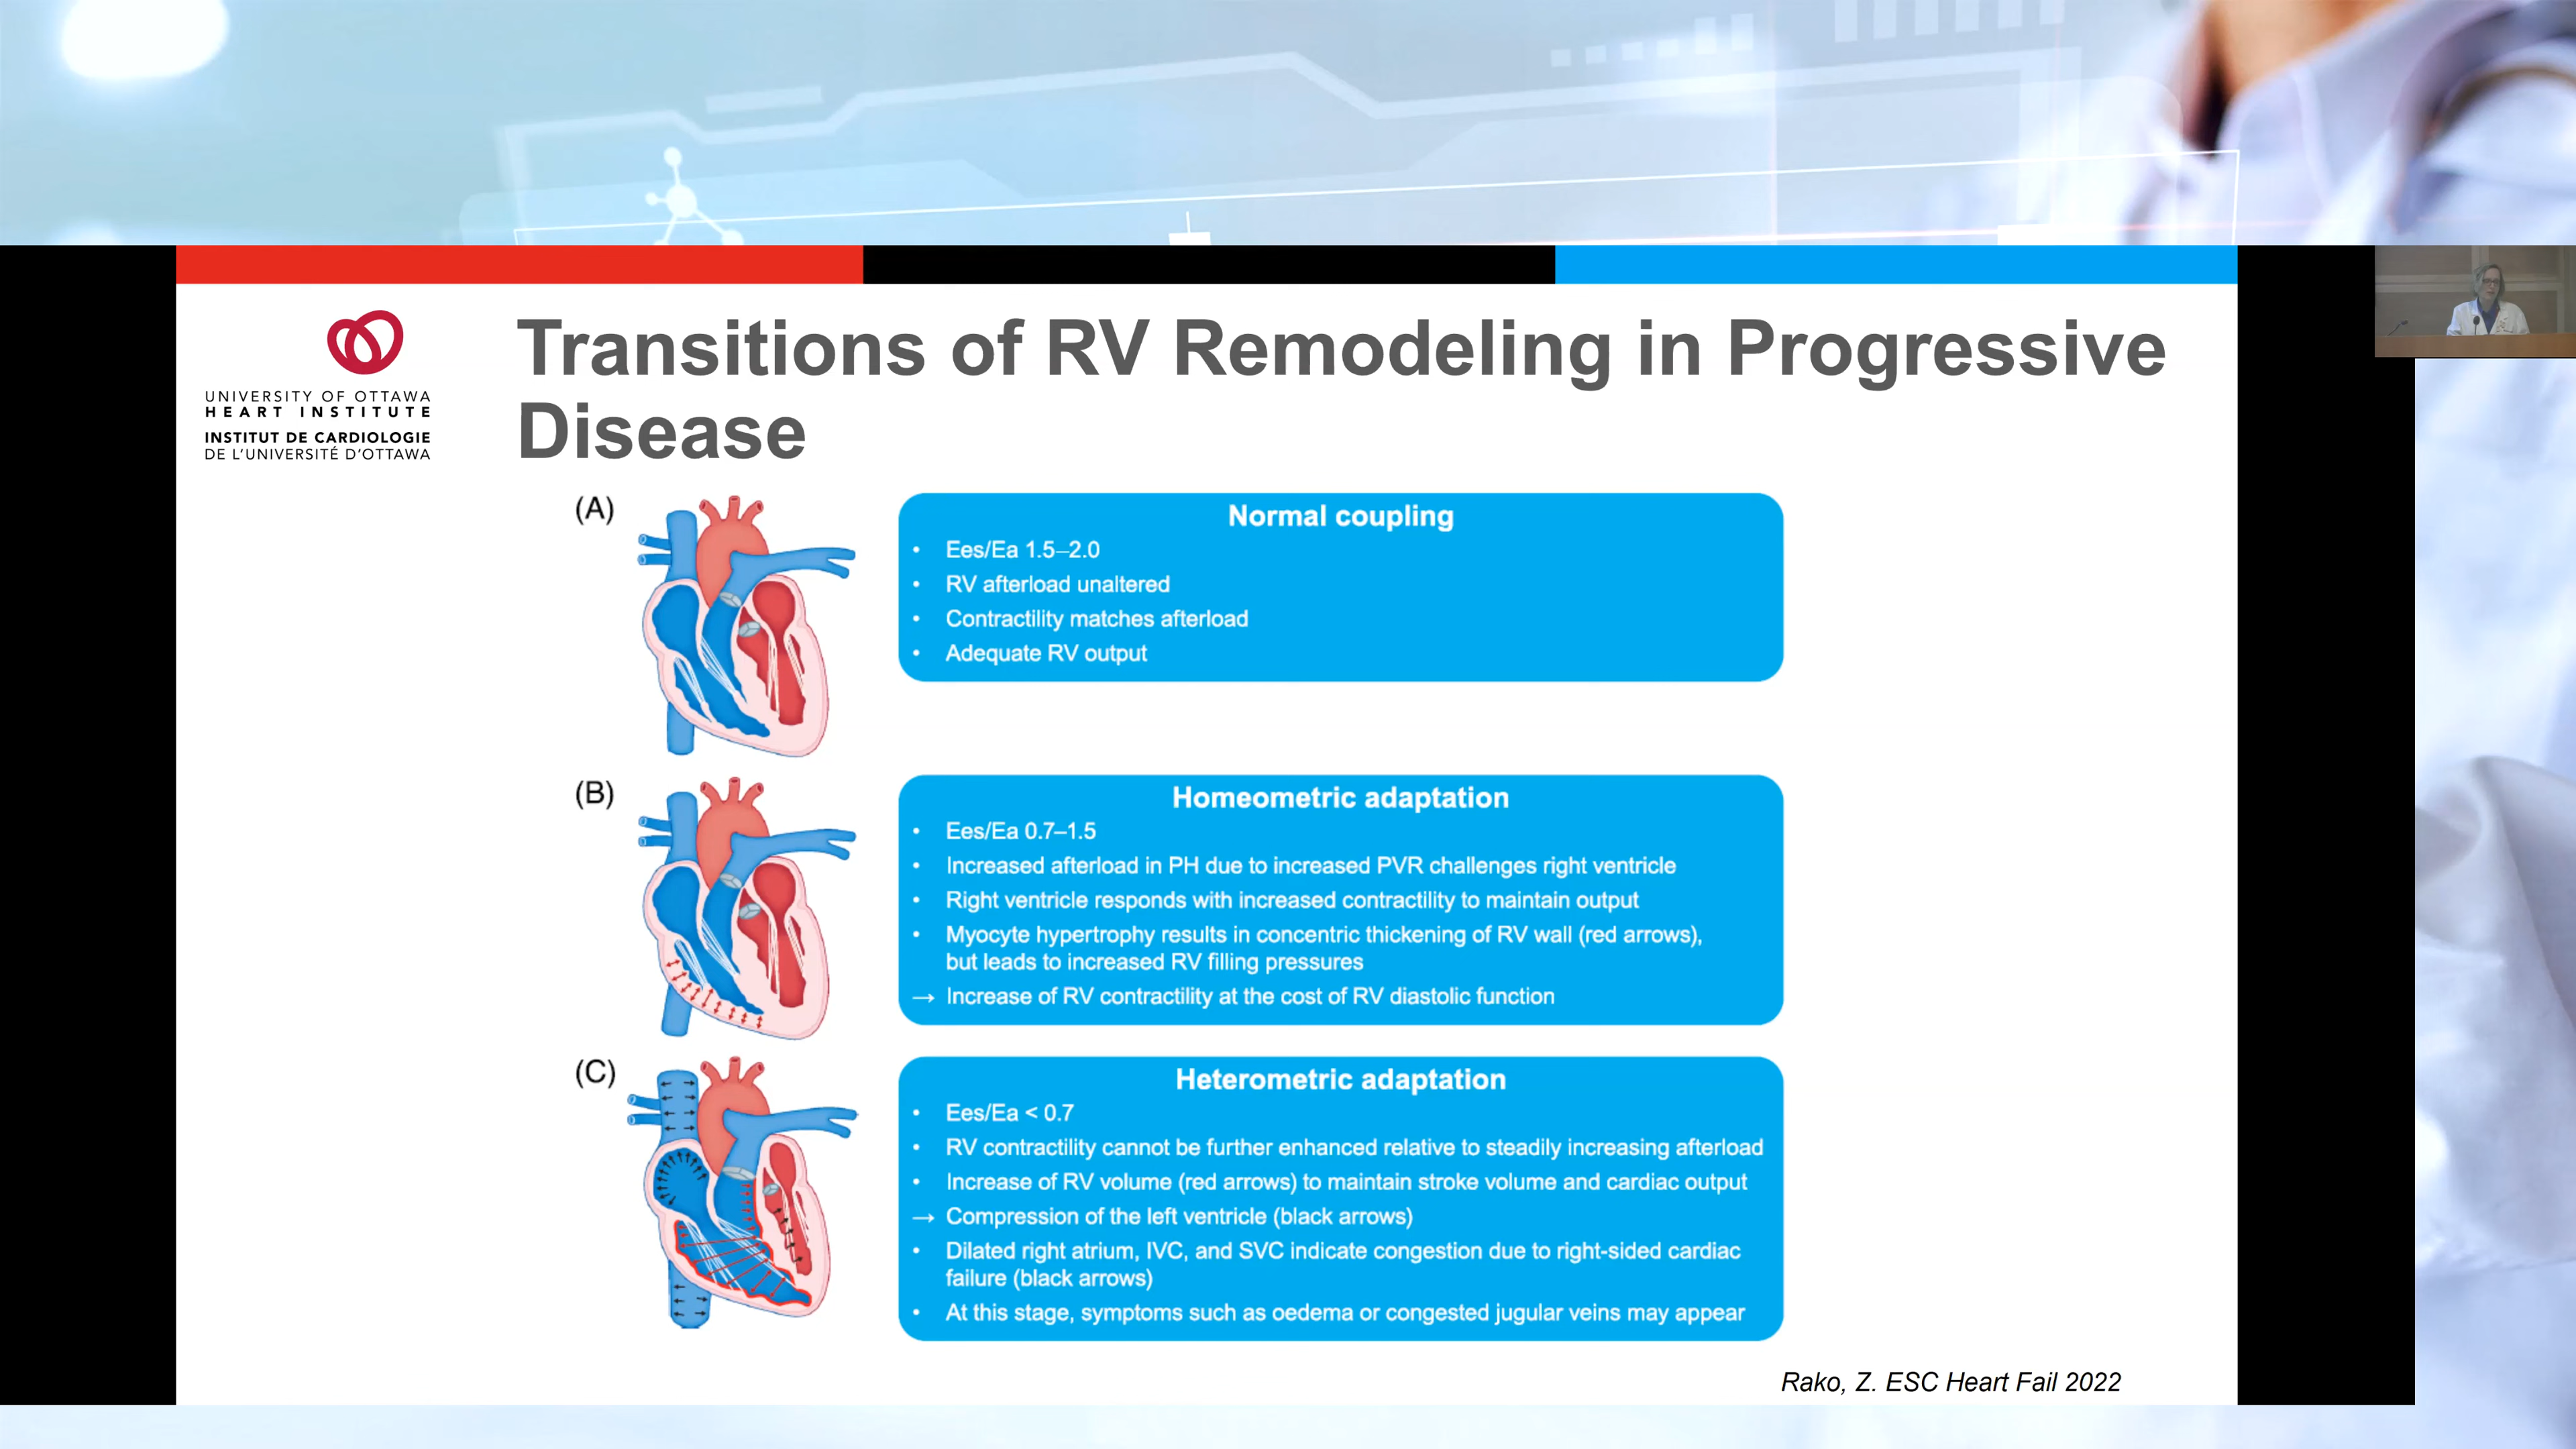 UNIVERSITY OF OTTAWA
HEART INSTITUTE
INSTITUT DE CARDIOLOGIE
DE L'UNIVERSITÉ D'OTTAWA
Transitions of RV Remodeling in Progressive
Disease
(A)
Normal coupling
• Ees/Ea 1.5–2.0
• RV afterload unaltered
• Contractility matches afterload
• Adequate RV output
(B)
Homeometric adaptation
• Ees/Ea 0.7–1.5
• Increased afterload in PH due to increased PVR challenges right ventricle
• Right ventricle responds with increased contractility to maintain output
• Myocyte hypertrophy results in concentric thickening of RV wall (red arrows),
but leads to increased RV filling pressures
→ Increase of RV contractility at the cost of RV diastolic function
(C)
Heterometric adaptation
• Ees/Ea < 0.7
• RV contractility cannot be further enhanced relative to steadily increasing afterload
• Increase of RV volume (red arrows) to maintain stroke volume and cardiac output
→ Compression of the left ventricle (black arrows)
• Dilated right atrium, IVC, and SVC indicate congestion due to right-sided cardiac
failure (black arrows)
• At this stage, symptoms such as oedema or congested jugular veins may appear
Rako, Z. ESC Heart Fail 2022